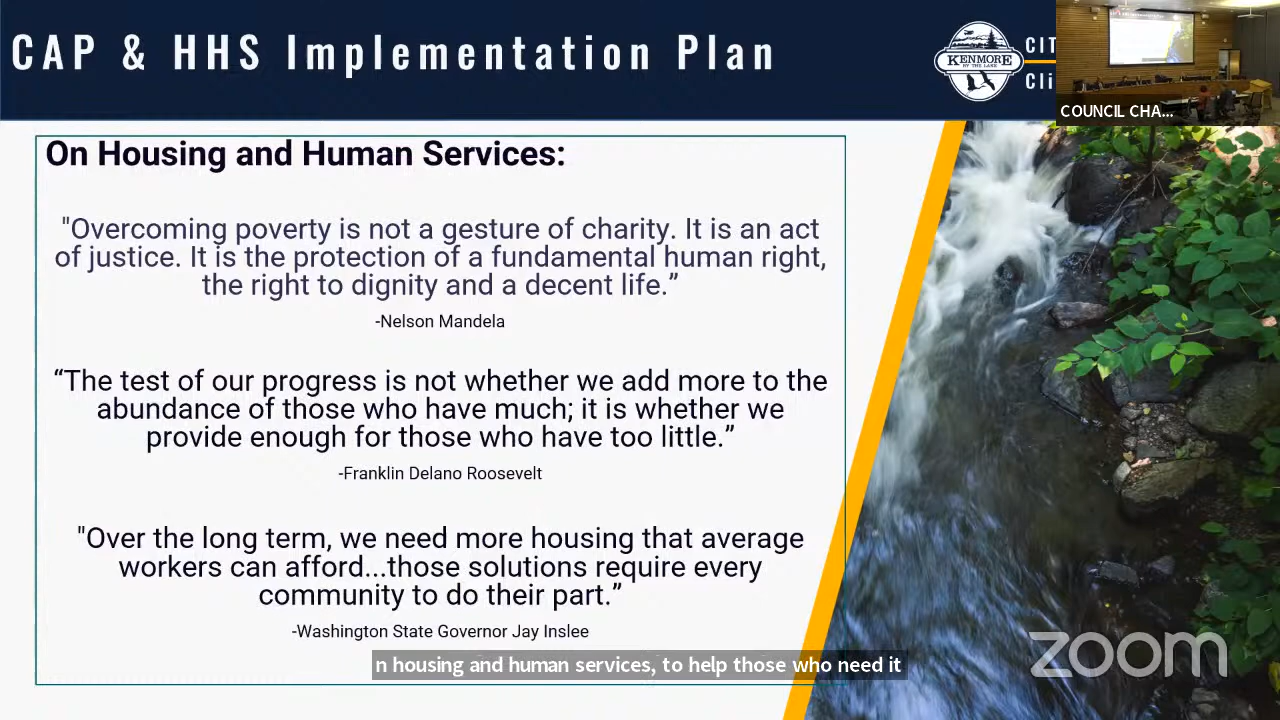 CAP & HHS Implementation Plan
KENMORE
BY THE LAKE
CIT
Cli
COUNCIL CHA...
On Housing and Human Services:
"Overcoming poverty is not a gesture of charity. It is an act
of justice. It is the protection of a fundamental human right,
the right to dignity and a decent life.”
-Nelson Mandela
“The test of our progress is not whether we add more to the
abundance of those who have much; it is whether we
provide enough for those who have too little.”
-Franklin Delano Roosevelt
"Over the long term, we need more housing that average
workers can afford...those solutions require every
community to do their part.”
-Washington State Governor Jay Inslee
n housing and human services, to help those who need it
zoom